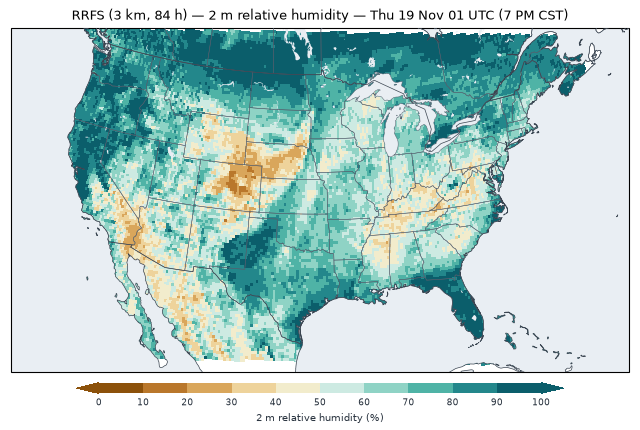 RRFS (3 km, 84 h) — 2 m relative humidity — Thu 19 Nov 01 UTC (7 PM CST)
0 10 20 30 40 50 60 70 80 90 100
2 m relative humidity (%)